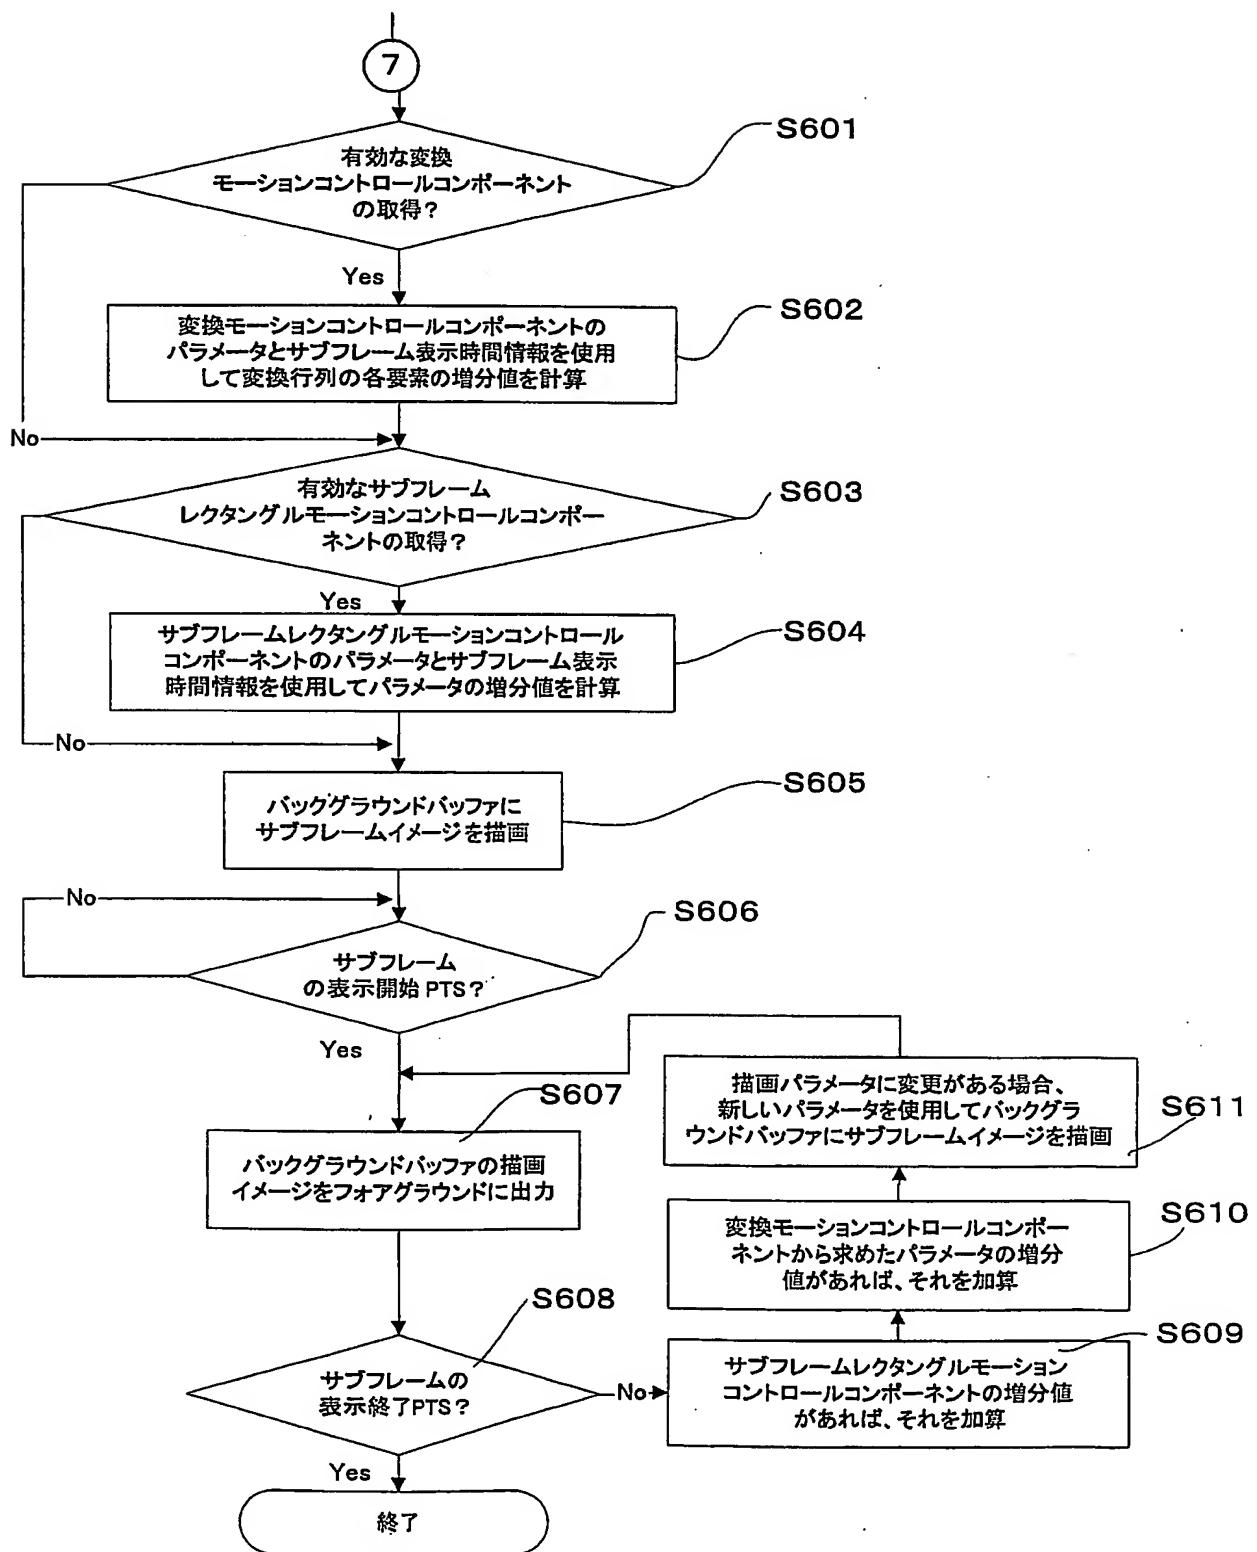 7
S601
有効な変換
モーションコントロールコンポーネント
の取得？
Yes
S602
変換モーションコントロールコンポーネントの
パラメータとサブフレーム表示時間情報を使用
して変換行列の各要素の増分値を計算
No
S603
有効なサブフレーム
レクタングルモーションコントロールコンポー
ネントの取得？
Yes
S604
サブフレームレクタングルモーションコントロール
コンポーネントのパラメータとサブフレーム表示
時間情報を使用してパラメータの増分値を計算
No
S605
バックグラウンドバッファに
サブフレームイメージを描画
No
S606
サブフレーム
の表示開始PTS？
Yes
S607
バックグラウンドバッファの描画
イメージをフォアグラウンドに出力
S611
描画パラメータに変更がある場合、
新しいパラメータを使用してバックグラ
ウンドバッファにサブフレームイメージを描画
S610
変換モーションコントロールコンポー
ネントから求めたパラメータの増分
値があれば、それを加算
S608
サブフレームの
表示終了PTS？
No
S609
サブフレームレクタングルモーション
コントロールコンポーネントの増分値
があれば、それを加算
Yes
終了